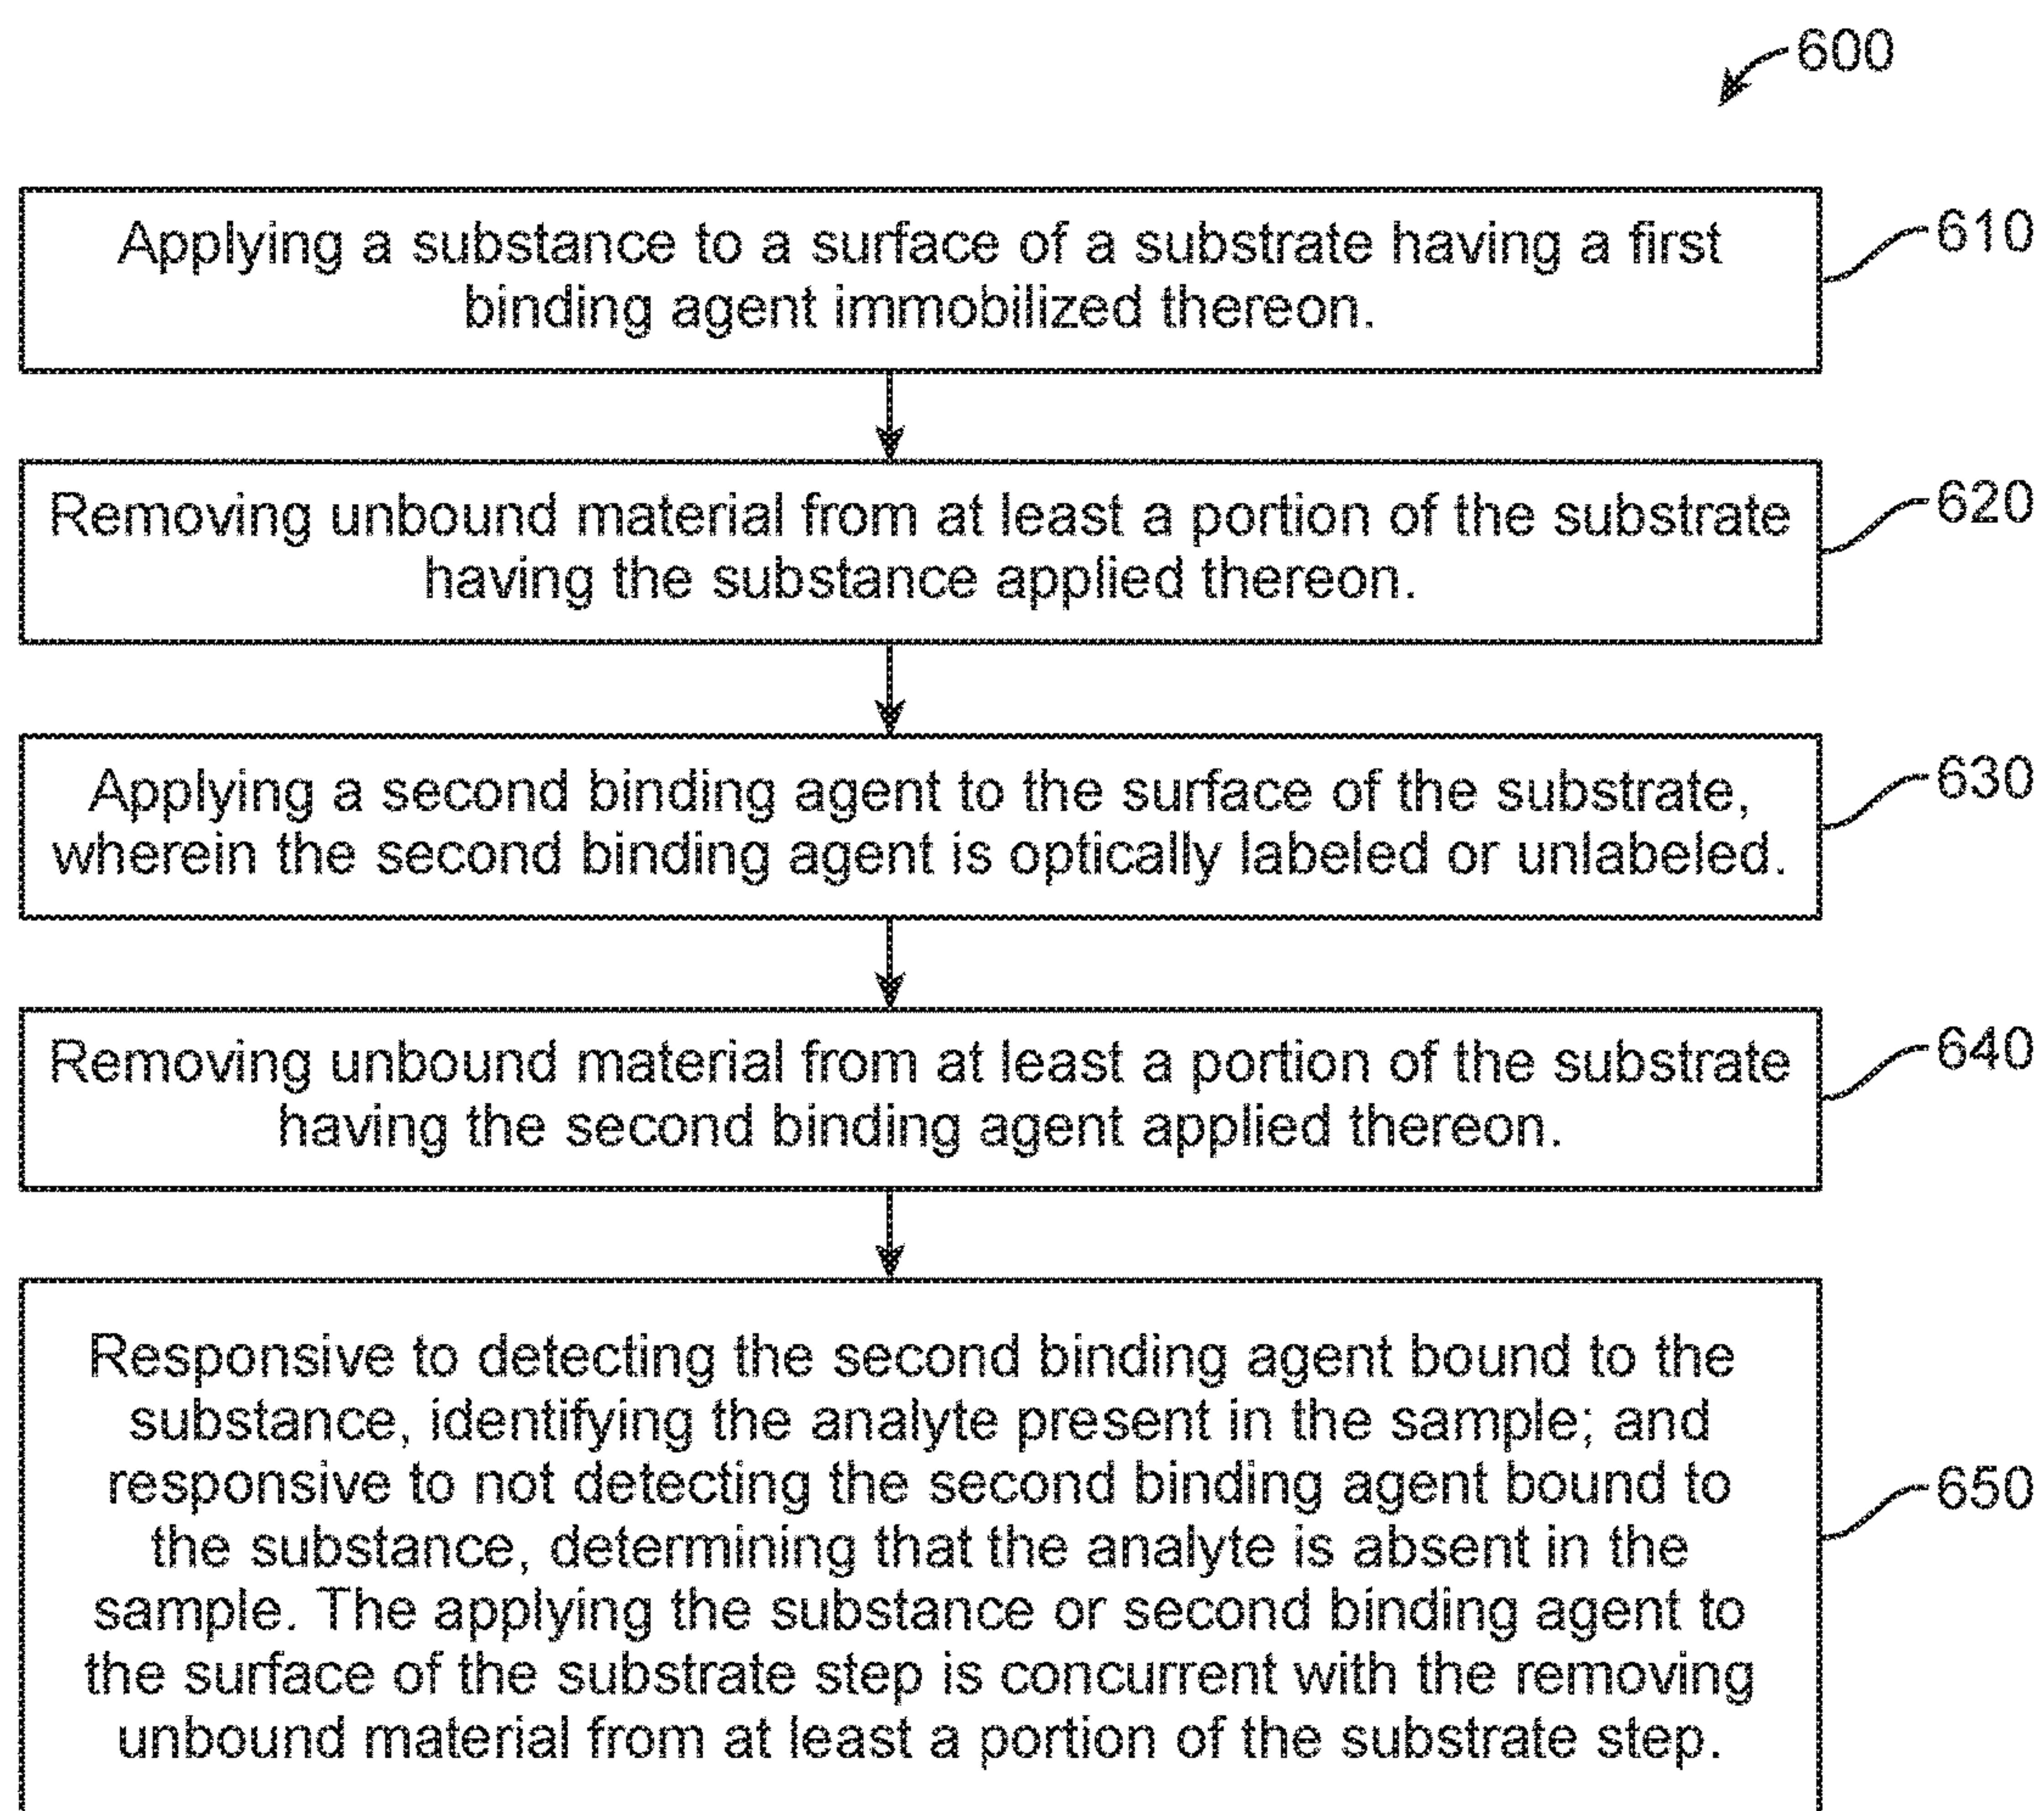 600
Applying a substance to a surface of a substrate having a first
binding agent immobilized thereon.
610
Removing unbound material from at least a portion of the substrate
having the substance applied thereon.
620
Applying a second binding agent to the surface of the substrate,
wherein the second binding agent is optically labeled or unlabeled.
630
Removing unbound material from at least a portion of the substrate
having the second binding agent applied thereon.
640
Responsive to detecting the second binding agent bound to the
substance, identifying the analyte present in the sample; and
responsive to not detecting the second binding agent bound to
the substance, determining that the analyte is absent in the
sample. The applying the substance or second binding agent to
the surface of the substrate step is concurrent with the removing
unbound material from at least a portion of the substrate step.
650